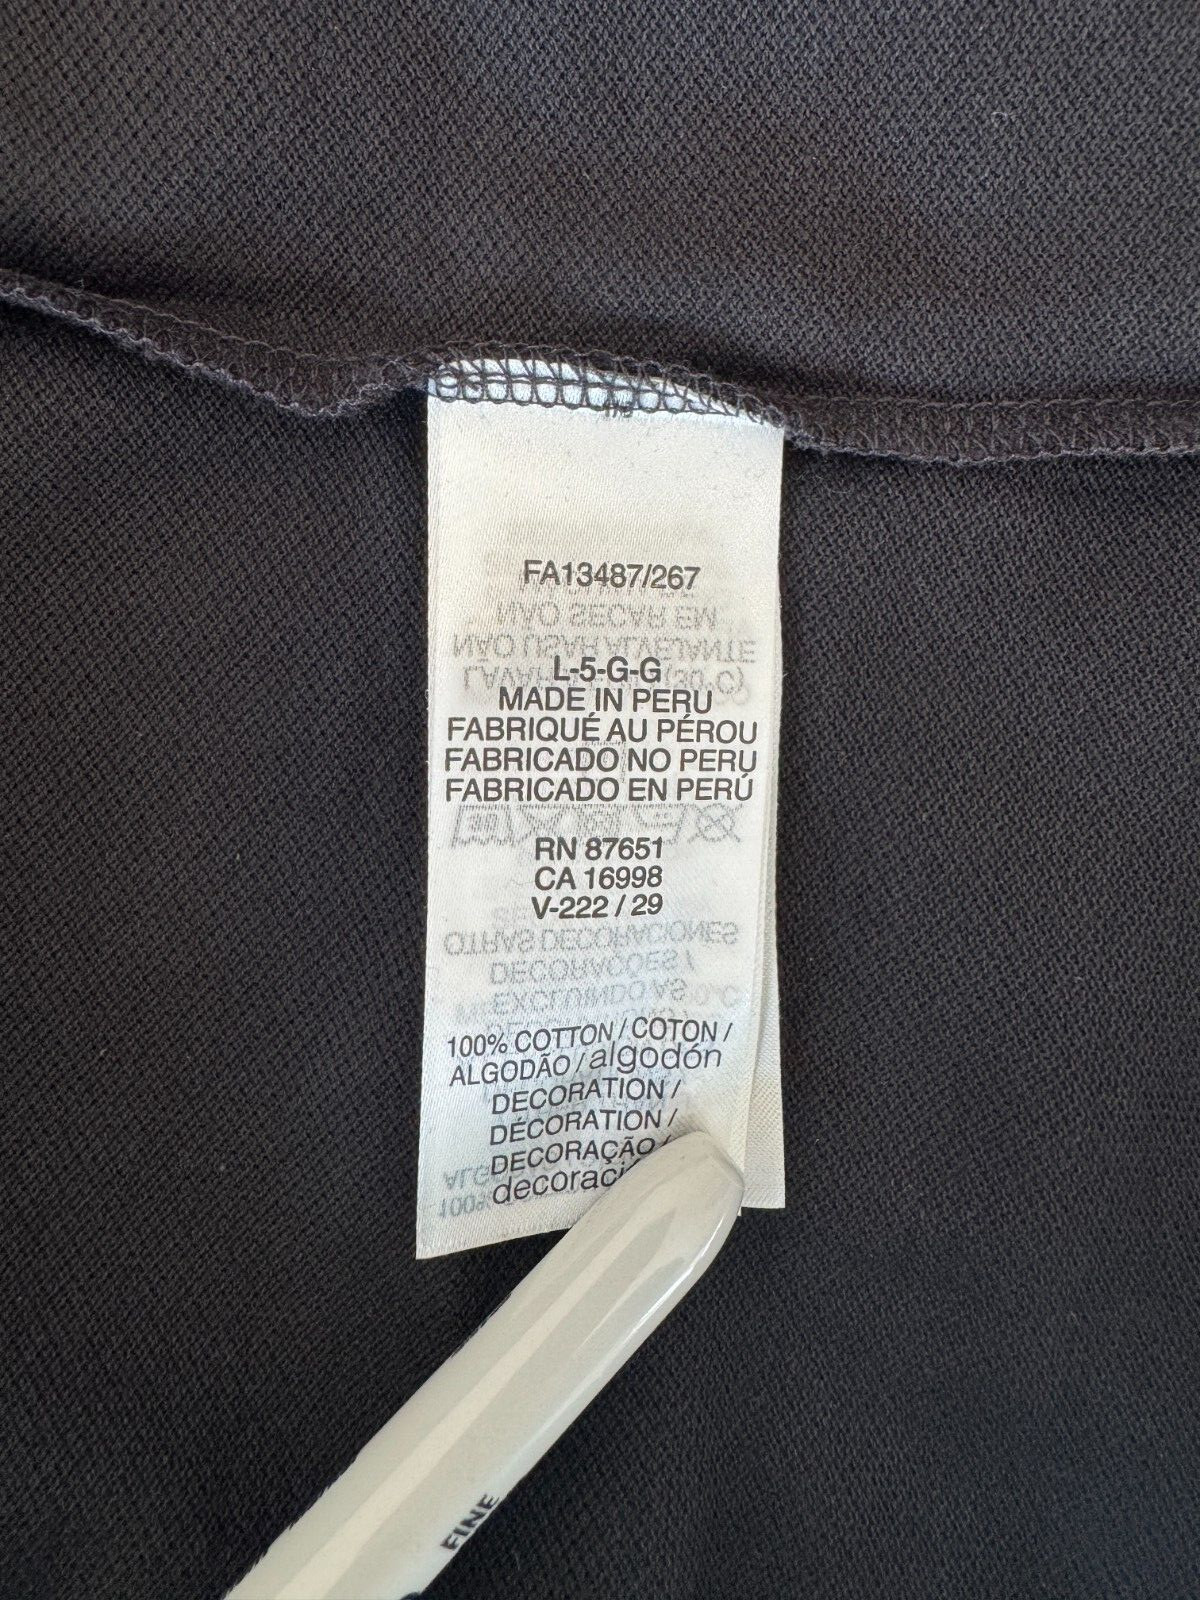 FA13487/267
L-5-G-G
MADE IN PERU
FABRIQUÉ AU PÉROU
FABRICADO NO PERU
FABRICADO EN PERÚ
RN 87651
CA 16998
V-222 / 29
100% COTTON / COTON /
ALGODÃO / algodón
DECORATION /
DÉCORATION /
DECORAÇÃO /
FINE